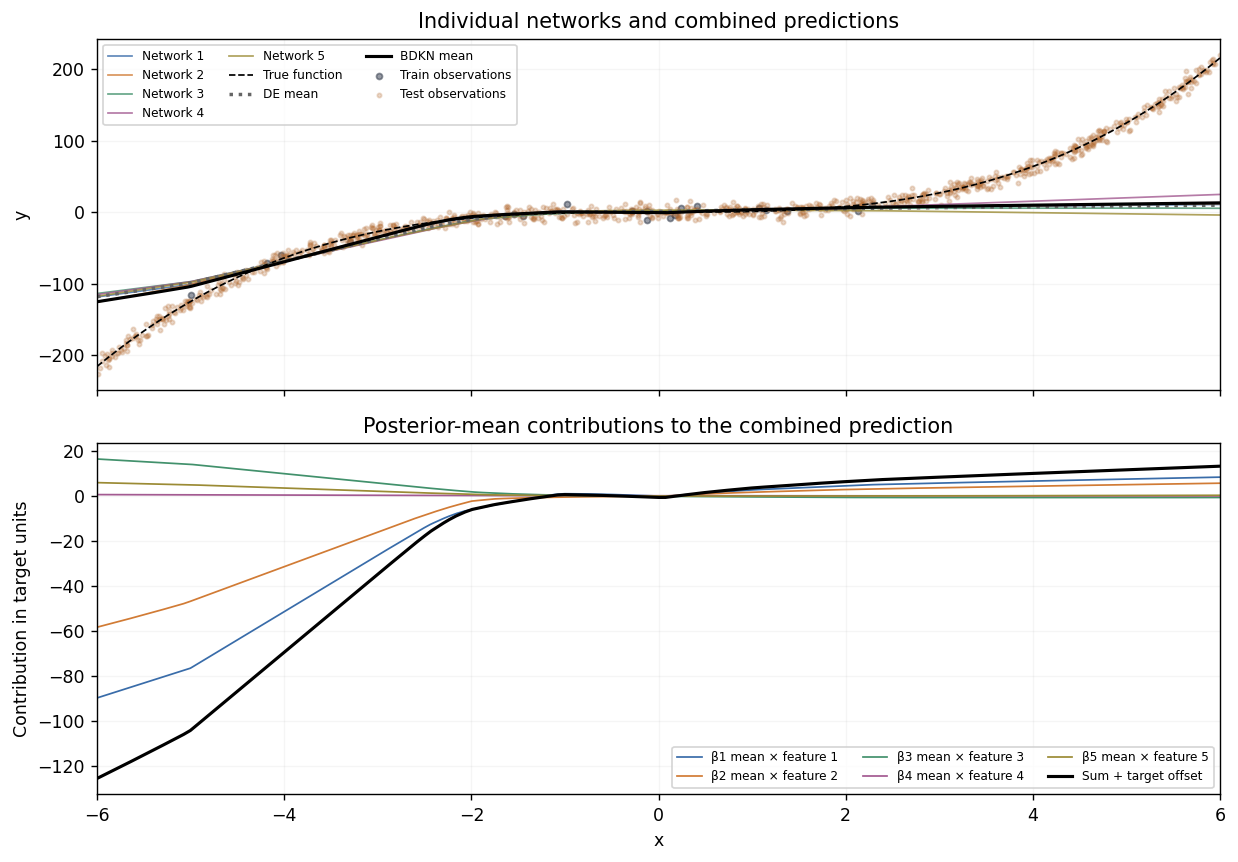 Individual networks and combined predictions
Network 1
Network 2
Network 3
Network 4
Network 5
True function
DE mean
BDKN mean
Train observations
Test observations
y
200
100
0
−100
−200
Posterior-mean contributions to the combined prediction
Contribution in target units
20
0
−20
−40
−60
−80
−100
−120
β1 mean × feature 1
β2 mean × feature 2
β3 mean × feature 3
β4 mean × feature 4
β5 mean × feature 5
Sum + target offset
−6
−4
−2
0
2
4
6
x